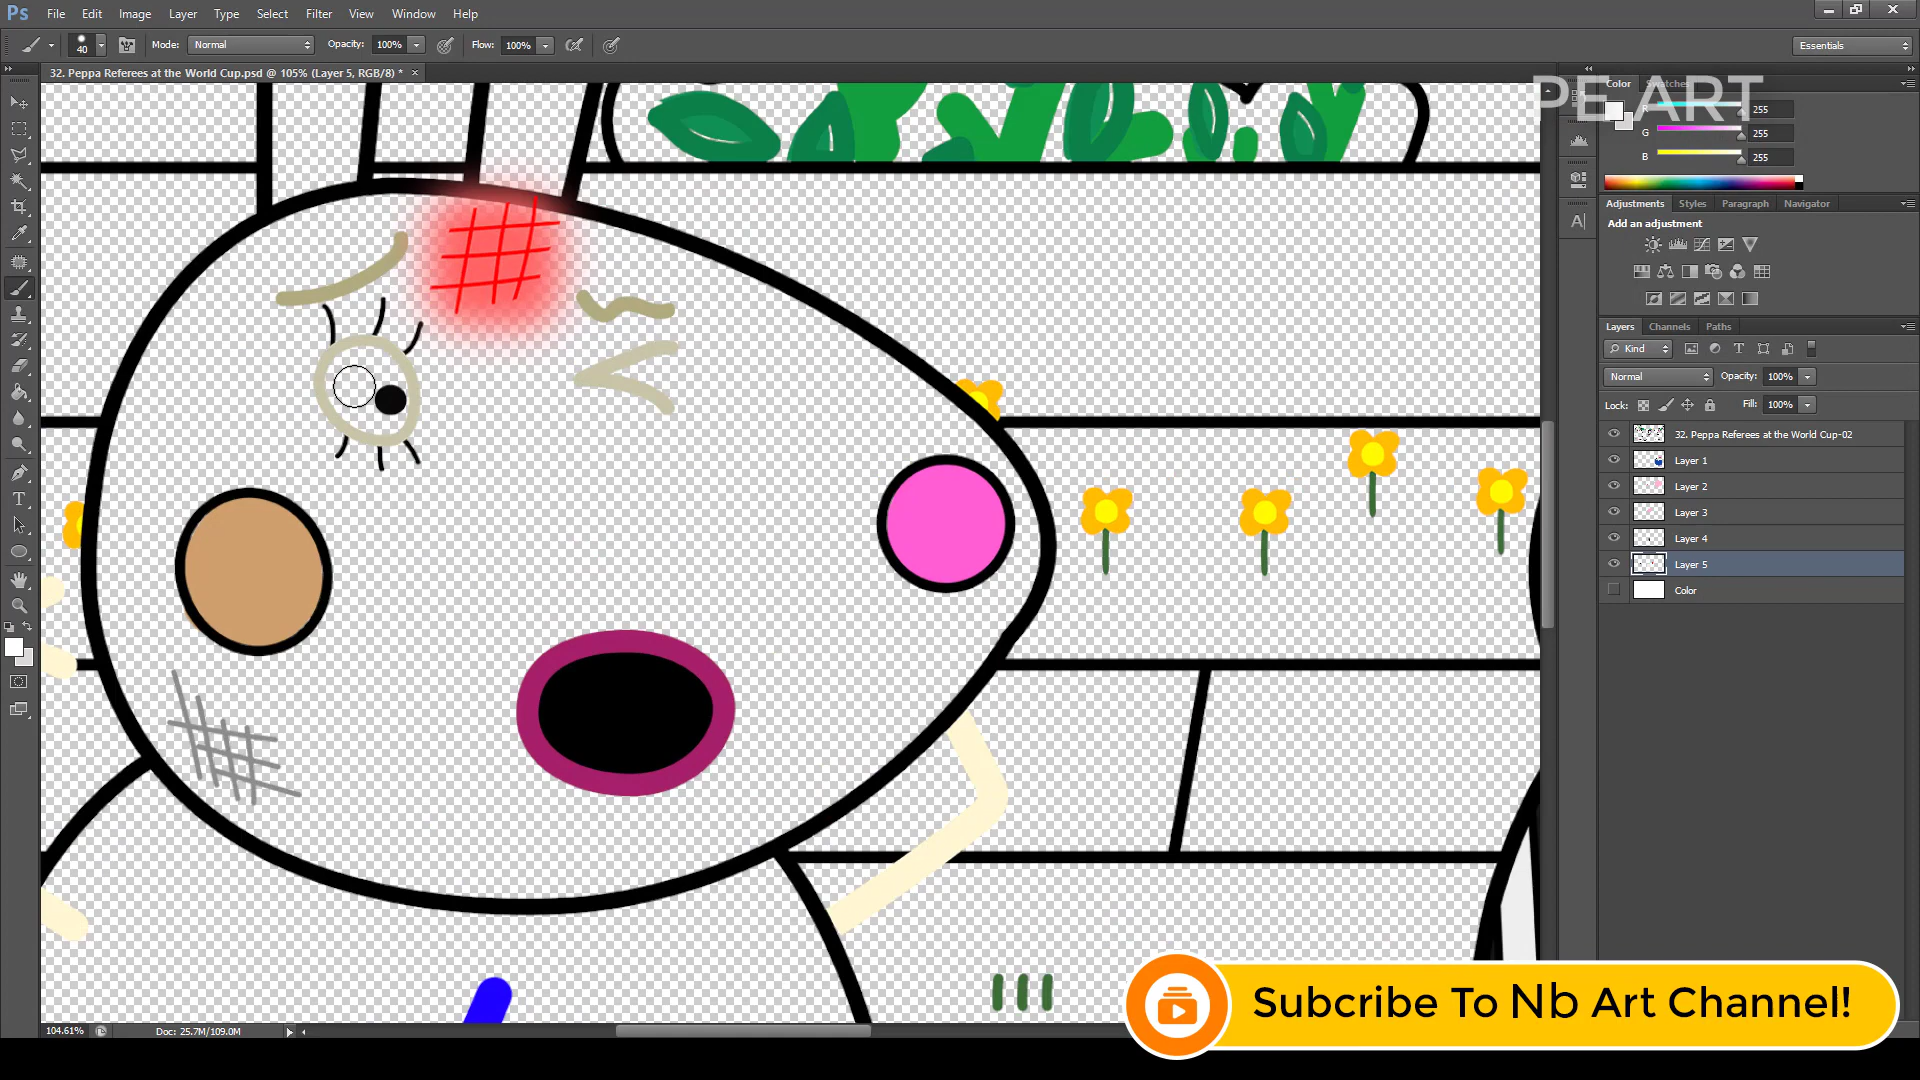 Ps File Edit Image Layer Type Select Filter View Window Help
40 Mode: Normal Opacity: 100% Flow: 100% Essentials
32. Peppa Referees at the World Cup.psd @ 105% (Layer 5, RGB/8) * ×
PE ART
Color Swatches
R 255
G 255
B 255
Adjustments Styles Paragraph Navigator
Add an adjustment
Layers Channels Paths
Kind
Normal Opacity: 100%
Lock: Fill: 100%
32. Peppa Referees at the World Cup-02
Layer 1
Layer 2
Layer 3
Layer 4
Layer 5
Color
Subcribe To Nb Art Channel!
104.61% Doc: 25.7M/109.0M